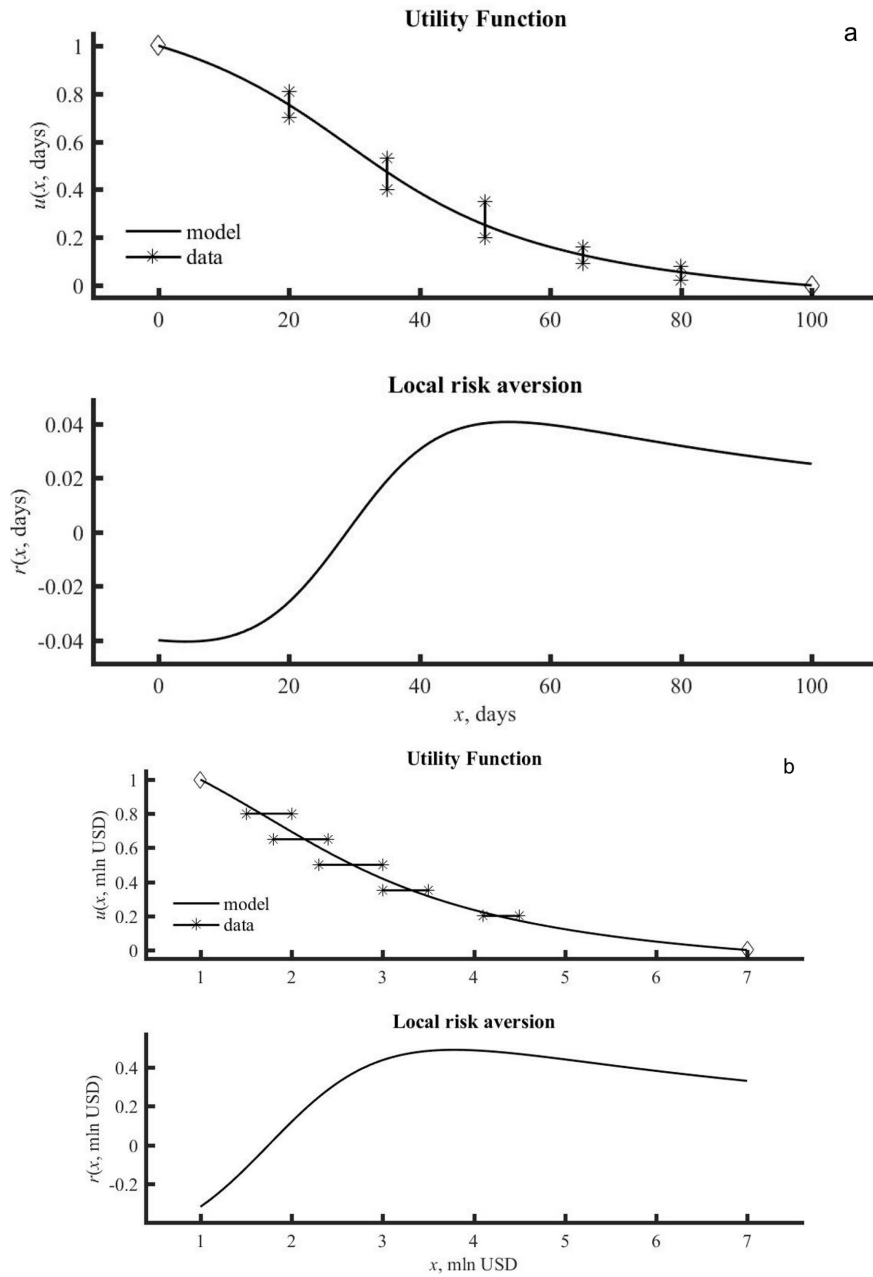 Utility Function
a
1
0.8
0.6
0.4
0.2
0
u(x, days)
model
data
0 20 40 60 80 100
Local risk aversion
0.04
0.02
0
-0.02
-0.04
r(x, days)
0 20 40 60 80 100
x, days
Utility Function
b
1
0.8
0.6
0.4
0.2
0
u(x, mln USD)
model
data
1 2 3 4 5 6 7
Local risk aversion
0.4
0.2
0
-0.2
r(x, mln USD)
1 2 3 4 5 6 7
x, mln USD